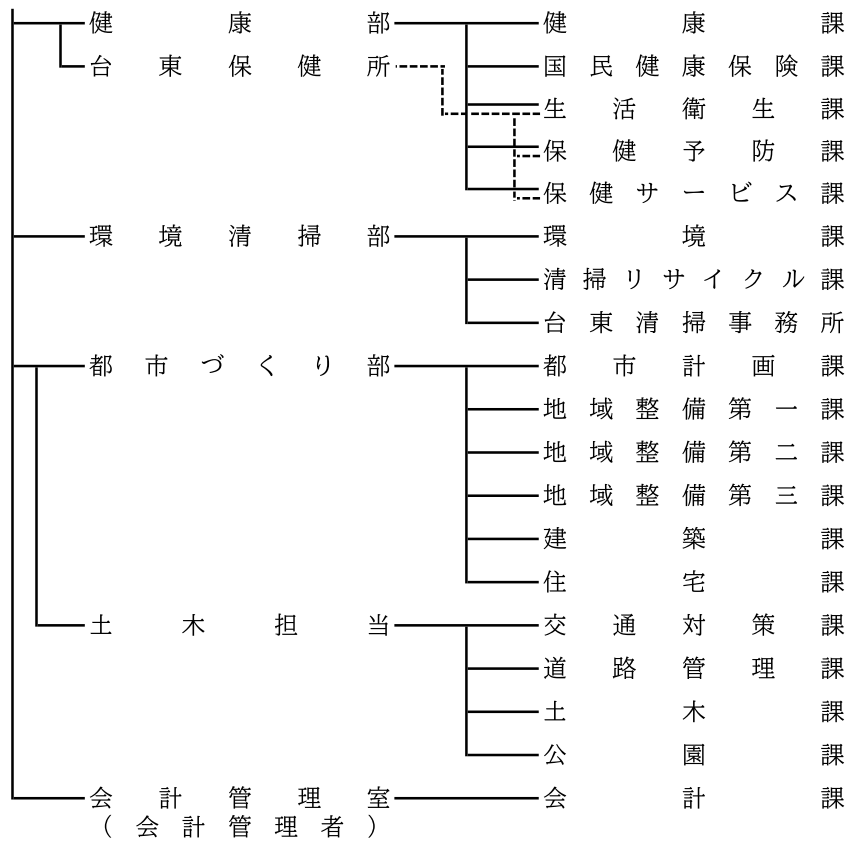 健康部 健康課
台東保健所 国民健康保険課
生活衛生課
保健予防課
保健サービス課
環境清掃部 環境課
清掃リサイクル課
台東清掃事務所
都市づくり部 都市計画課
地域整備第一課
地域整備第二課
地域整備第三課
建築課
住宅課
土木担当 交通対策課
道路管理課
土木課
公園課
会計管理室 会計課
(会計管理者)